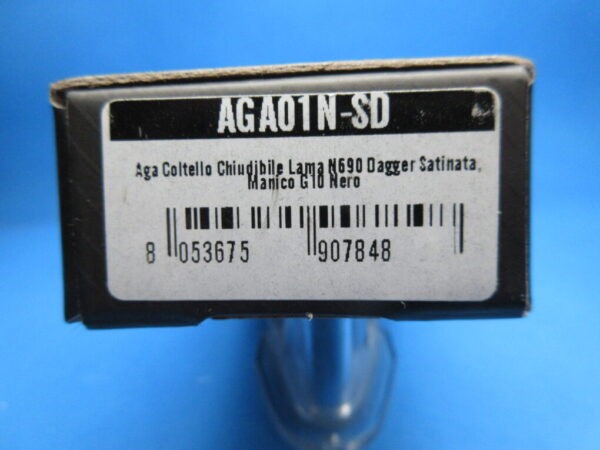 AGA01N-SD
Aga Coltello Chiudibile Lama N690 Dagger Satinata,
Manico G10 Nero
8 053675 907848